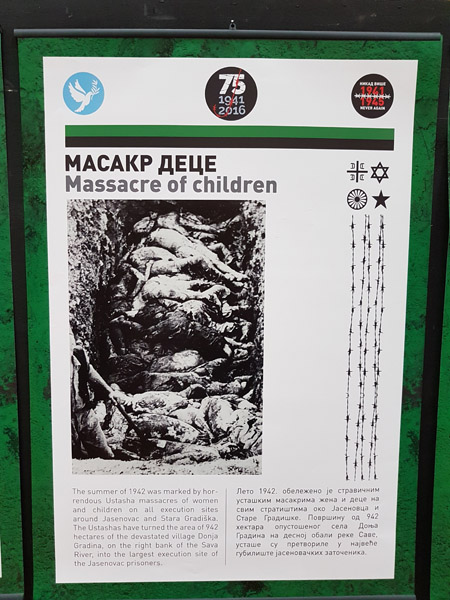 75
1941
2016
НИКАД ВИШЕ
1941
1945
NEVER AGAIN
МАСАКР ДЕЦЕ
Massacre of children
The summer of 1942 was marked by hor-
rendous Ustasha massacres of women
and children on all execution sites
around Jasenovac and Stara Gradiška.
The Ustashas have turned the area of 942
hectares of the devastated village Donja
Gradina, on the right bank of the Sava
River, into the largest execution site of
the Jasenovac prisoners.
Лето 1942. обележено је стравичним
усташким масакрима жена и деце на
свим стратиштима око Јасеновца и
Старе Градишке. Површину од 942
хектара опустошеног села Доња
Градина на десној обали реке Саве,
усташе су претвориле у највеће
губилиште јасеновачких заточеника.